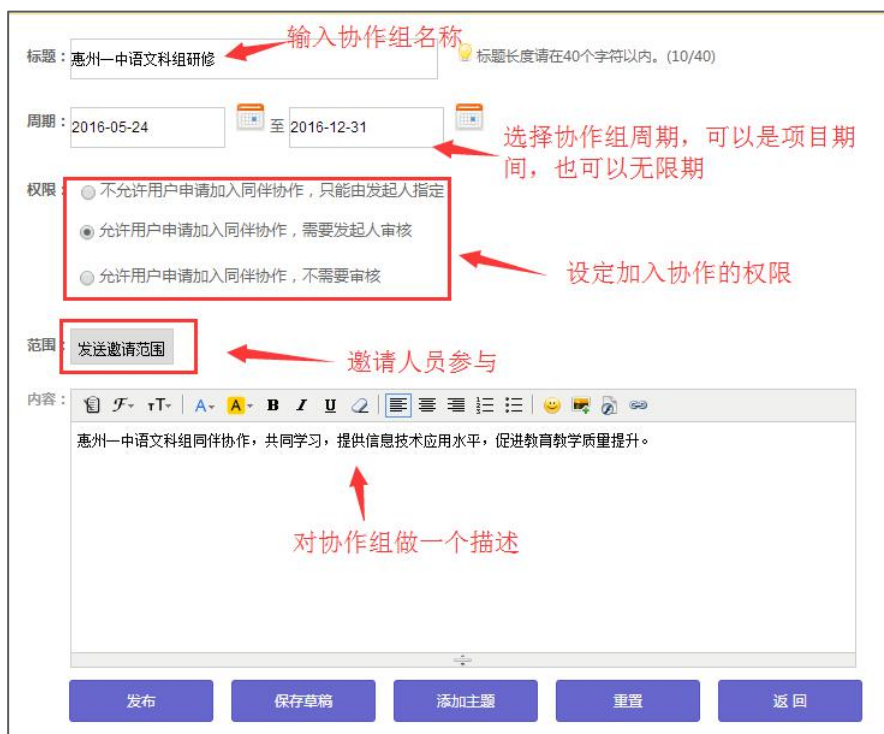 输入协作组名称
标题：惠州一中语文科组研修
标题长度请在40个字符以内。(10/40)
周期：2016-05-24 至 2016-12-31
选择协作组周期，可以是项目期
间，也可以无限期
权限：
不允许用户申请加入同伴协作，只能由发起人指定
允许用户申请加入同伴协作，需要发起人审核
允许用户申请加入同伴协作，不需要审核
设定加入协作的权限
范围：发送邀请范围
邀请人员参与
内容：
惠州一中语文科组同伴协作，共同学习，提供信息技术应用水平，促进教育教学质量提升。
对协作组做一个描述
发布 保存草稿 添加主题 重置 返回